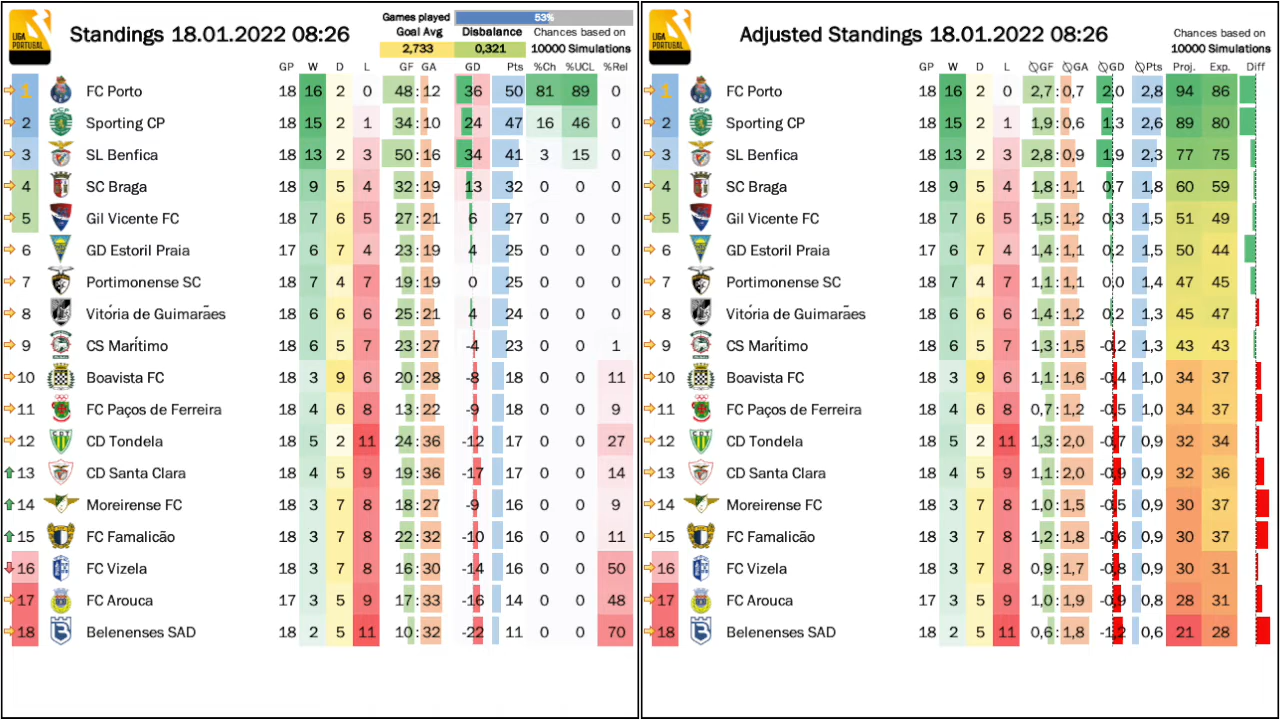 LIGA
PORTUGAL
Standings 18.01.2022 08:26
Games played 53%
Goal Avg Disbalance Chances based on
2,733 0,321 10000 Simulations
GP W D L GF GA GD Pts %Ch %UCL %Rel
1 FC Porto 18 16 2 0 48 : 12 36 50 81 89 0
2 Sporting CP 18 15 2 1 34 : 10 24 47 16 46 0
3 SL Benfica 18 13 2 3 50 : 16 34 41 3 15 0
4 SC Braga 18 9 5 4 32 : 19 13 32 0 0 0
5 Gil Vicente FC 18 7 6 5 27 : 21 6 27 0 0 0
6 GD Estoril Praia 17 6 7 4 23 : 19 4 25 0 0 0
7 Portimonense SC 18 7 4 7 19 : 19 0 25 0 0 0
8 Vitória de Guimarães 18 6 6 6 25 : 21 4 24 0 0 0
9 CS Marítimo 18 6 5 7 23 : 27 -4 23 0 0 1
10 Boavista FC 18 3 9 6 20 : 28 -8 18 0 0 11
11 FC Paços de Ferreira 18 4 6 8 13 : 22 -9 18 0 0 9
12 CD Tondela 18 5 2 11 24 : 36 -12 17 0 0 27
13 CD Santa Clara 18 4 5 9 19 : 36 -17 17 0 0 14
14 Moreirense FC 18 3 7 8 18 : 27 -9 16 0 0 9
15 FC Famalicão 18 3 7 8 22 : 32 -10 16 0 0 11
16 FC Vizela 18 3 7 8 16 : 30 -14 16 0 0 50
17 FC Arouca 17 3 5 9 17 : 33 -16 14 0 0 48
18 Belenenses SAD 18 2 5 11 10 : 32 -22 11 0 0 70
LIGA
PORTUGAL
Adjusted Standings 18.01.2022 08:26
Chances based on
10000 Simulations
GP W D L ∅GF ∅GA ∅GD ∅Pts Proj. Exp. Diff
1 FC Porto 18 16 2 0 2,7 : 0,7 2,0 2,8 94 86
2 Sporting CP 18 15 2 1 1,9 : 0,6 1,3 2,6 89 80
3 SL Benfica 18 13 2 3 2,8 : 0,9 1,9 2,3 77 75
4 SC Braga 18 9 5 4 1,8 : 1,1 0,7 1,8 60 59
5 Gil Vicente FC 18 7 6 5 1,5 : 1,2 0,3 1,5 51 49
6 GD Estoril Praia 17 6 7 4 1,4 : 1,1 0,2 1,5 50 44
7 Portimonense SC 18 7 4 7 1,1 : 1,1 0,0 1,4 47 45
8 Vitória de Guimarães 18 6 6 6 1,4 : 1,2 0,2 1,3 45 47
9 CS Marítimo 18 6 5 7 1,3 : 1,5 -0,2 1,3 43 43
10 Boavista FC 18 3 9 6 1,1 : 1,6 -0,4 1,0 34 37
11 FC Paços de Ferreira 18 4 6 8 0,7 : 1,2 -0,5 1,0 34 37
12 CD Tondela 18 5 2 11 1,3 : 2,0 -0,7 0,9 32 34
13 CD Santa Clara 18 4 5 9 1,1 : 2,0 -0,9 0,9 32 36
14 Moreirense FC 18 3 7 8 1,0 : 1,5 -0,5 0,9 30 37
15 FC Famalicão 18 3 7 8 1,2 : 1,8 -0,6 0,9 30 37
16 FC Vizela 18 3 7 8 0,9 : 1,7 -0,8 0,9 30 31
17 FC Arouca 17 3 5 9 1,0 : 1,9 -0,9 0,8 28 31
18 Belenenses SAD 18 2 5 11 0,6 : 1,8 -1,2 0,6 21 28